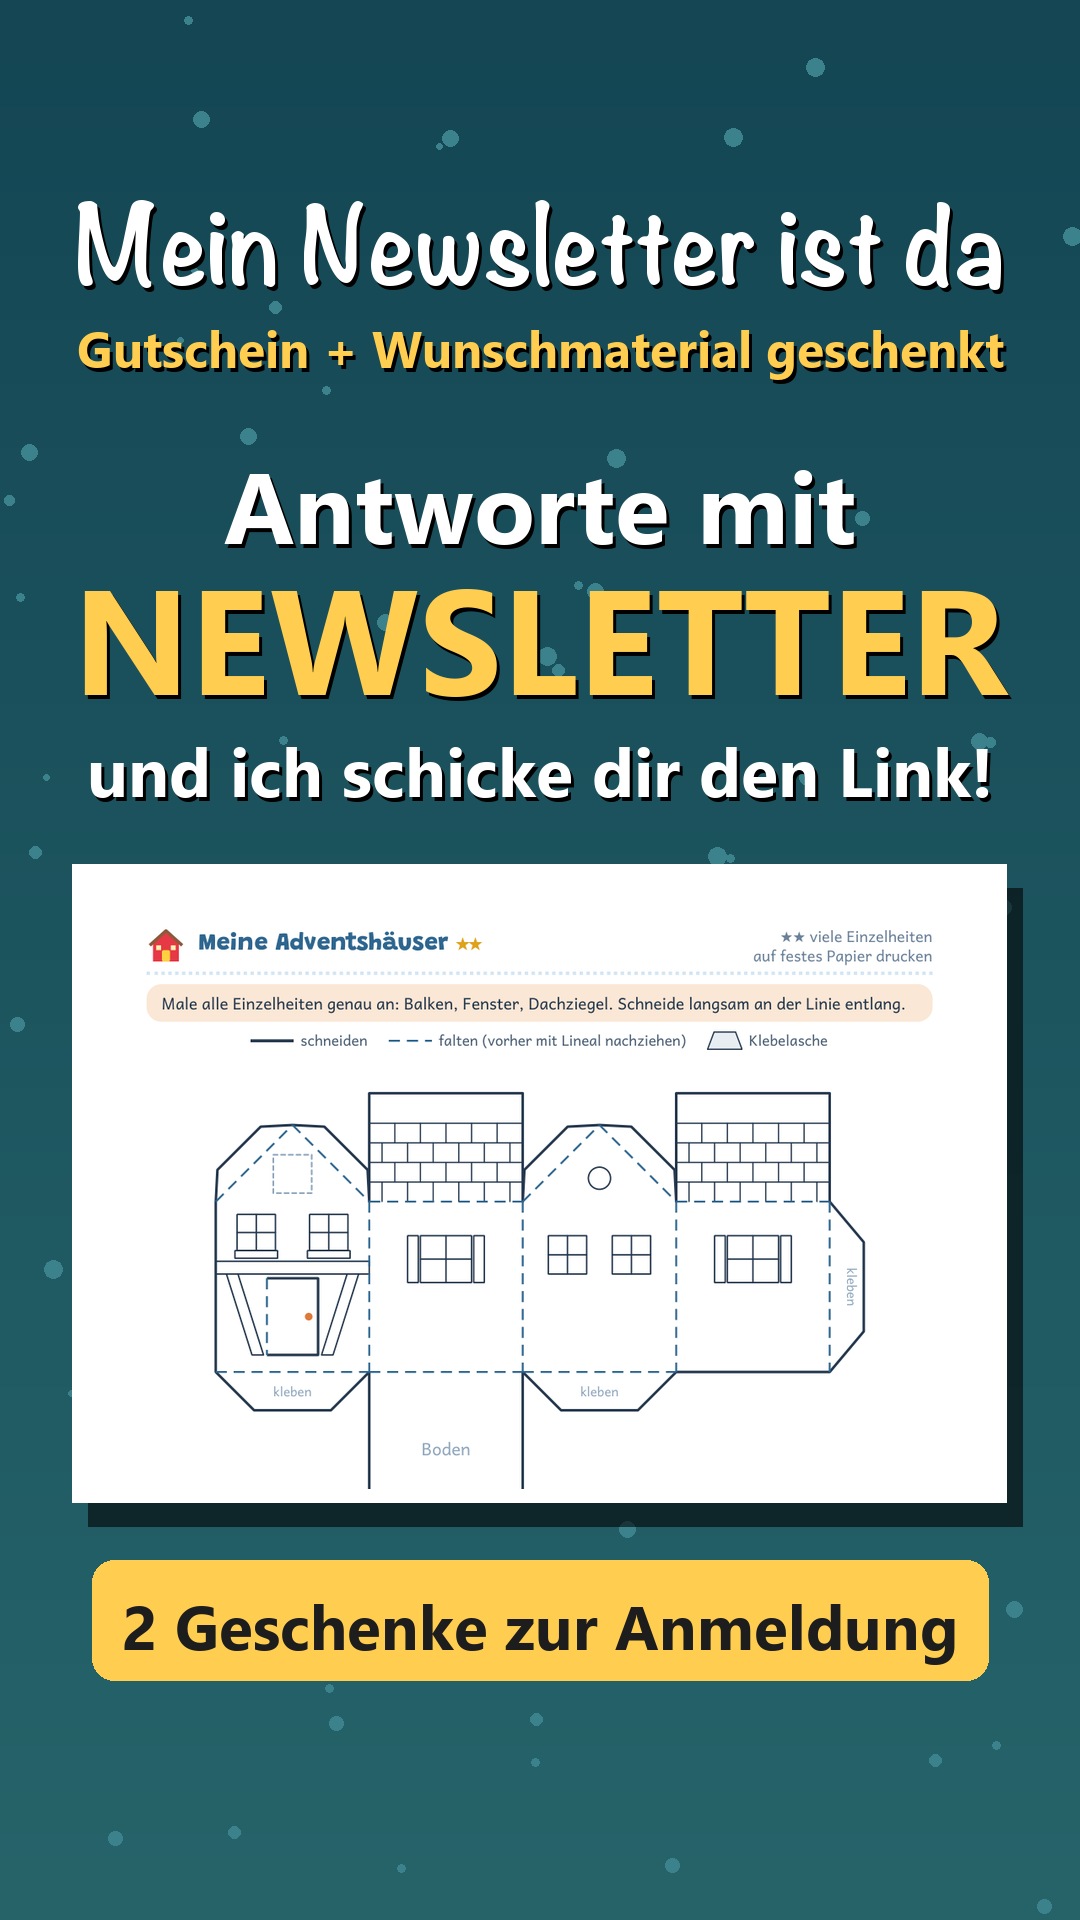 Mein Newsletter ist da
Gutschein + Wunschmaterial geschenkt
Antworte mit
NEWSLETTER
und ich schicke dir den Link!
Meine Adventshäuser ★★
★★ viele Einzelheiten
auf festes Papier drucken
Male alle Einzelheiten genau an: Balken, Fenster, Dachziegel. Schneide langsam an der Linie entlang.
schneiden
falten (vorher mit Lineal nachziehen)
Klebelasche
kleben
kleben
kleben
Boden
2 Geschenke zur Anmeldung